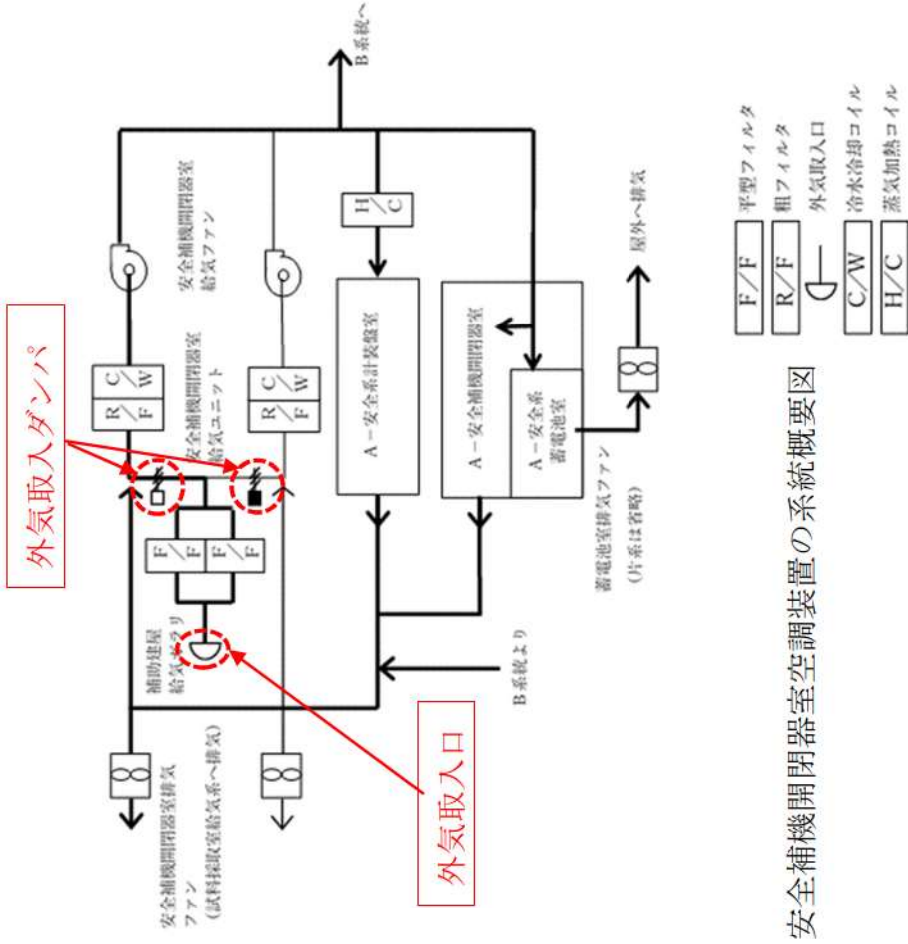 外気取入ダンパ
外気取入口
B系統へ
安全補機開閉器室
給気ファン
安全補機開閉器室
給気ユニット
R/F
C/W
R/F
C/W
F/F
F/F
補助建屋
給気ガラリ
H/C
A－安全系計装盤室
A－安全補機開閉器室
A－安全系
蓄電池室
屋外へ排気
蓄電池室排気ファン
(片系は省略)
B系統より
安全補機開閉器室排気
ファン
(試料採取室給気系へ排気)
F/F 平型フィルタ
R/F 粗フィルタ
外気取入口
C/W 冷水冷却コイル
H/C 蒸気加熱コイル
安全補機開閉器室空調装置の系統概要図